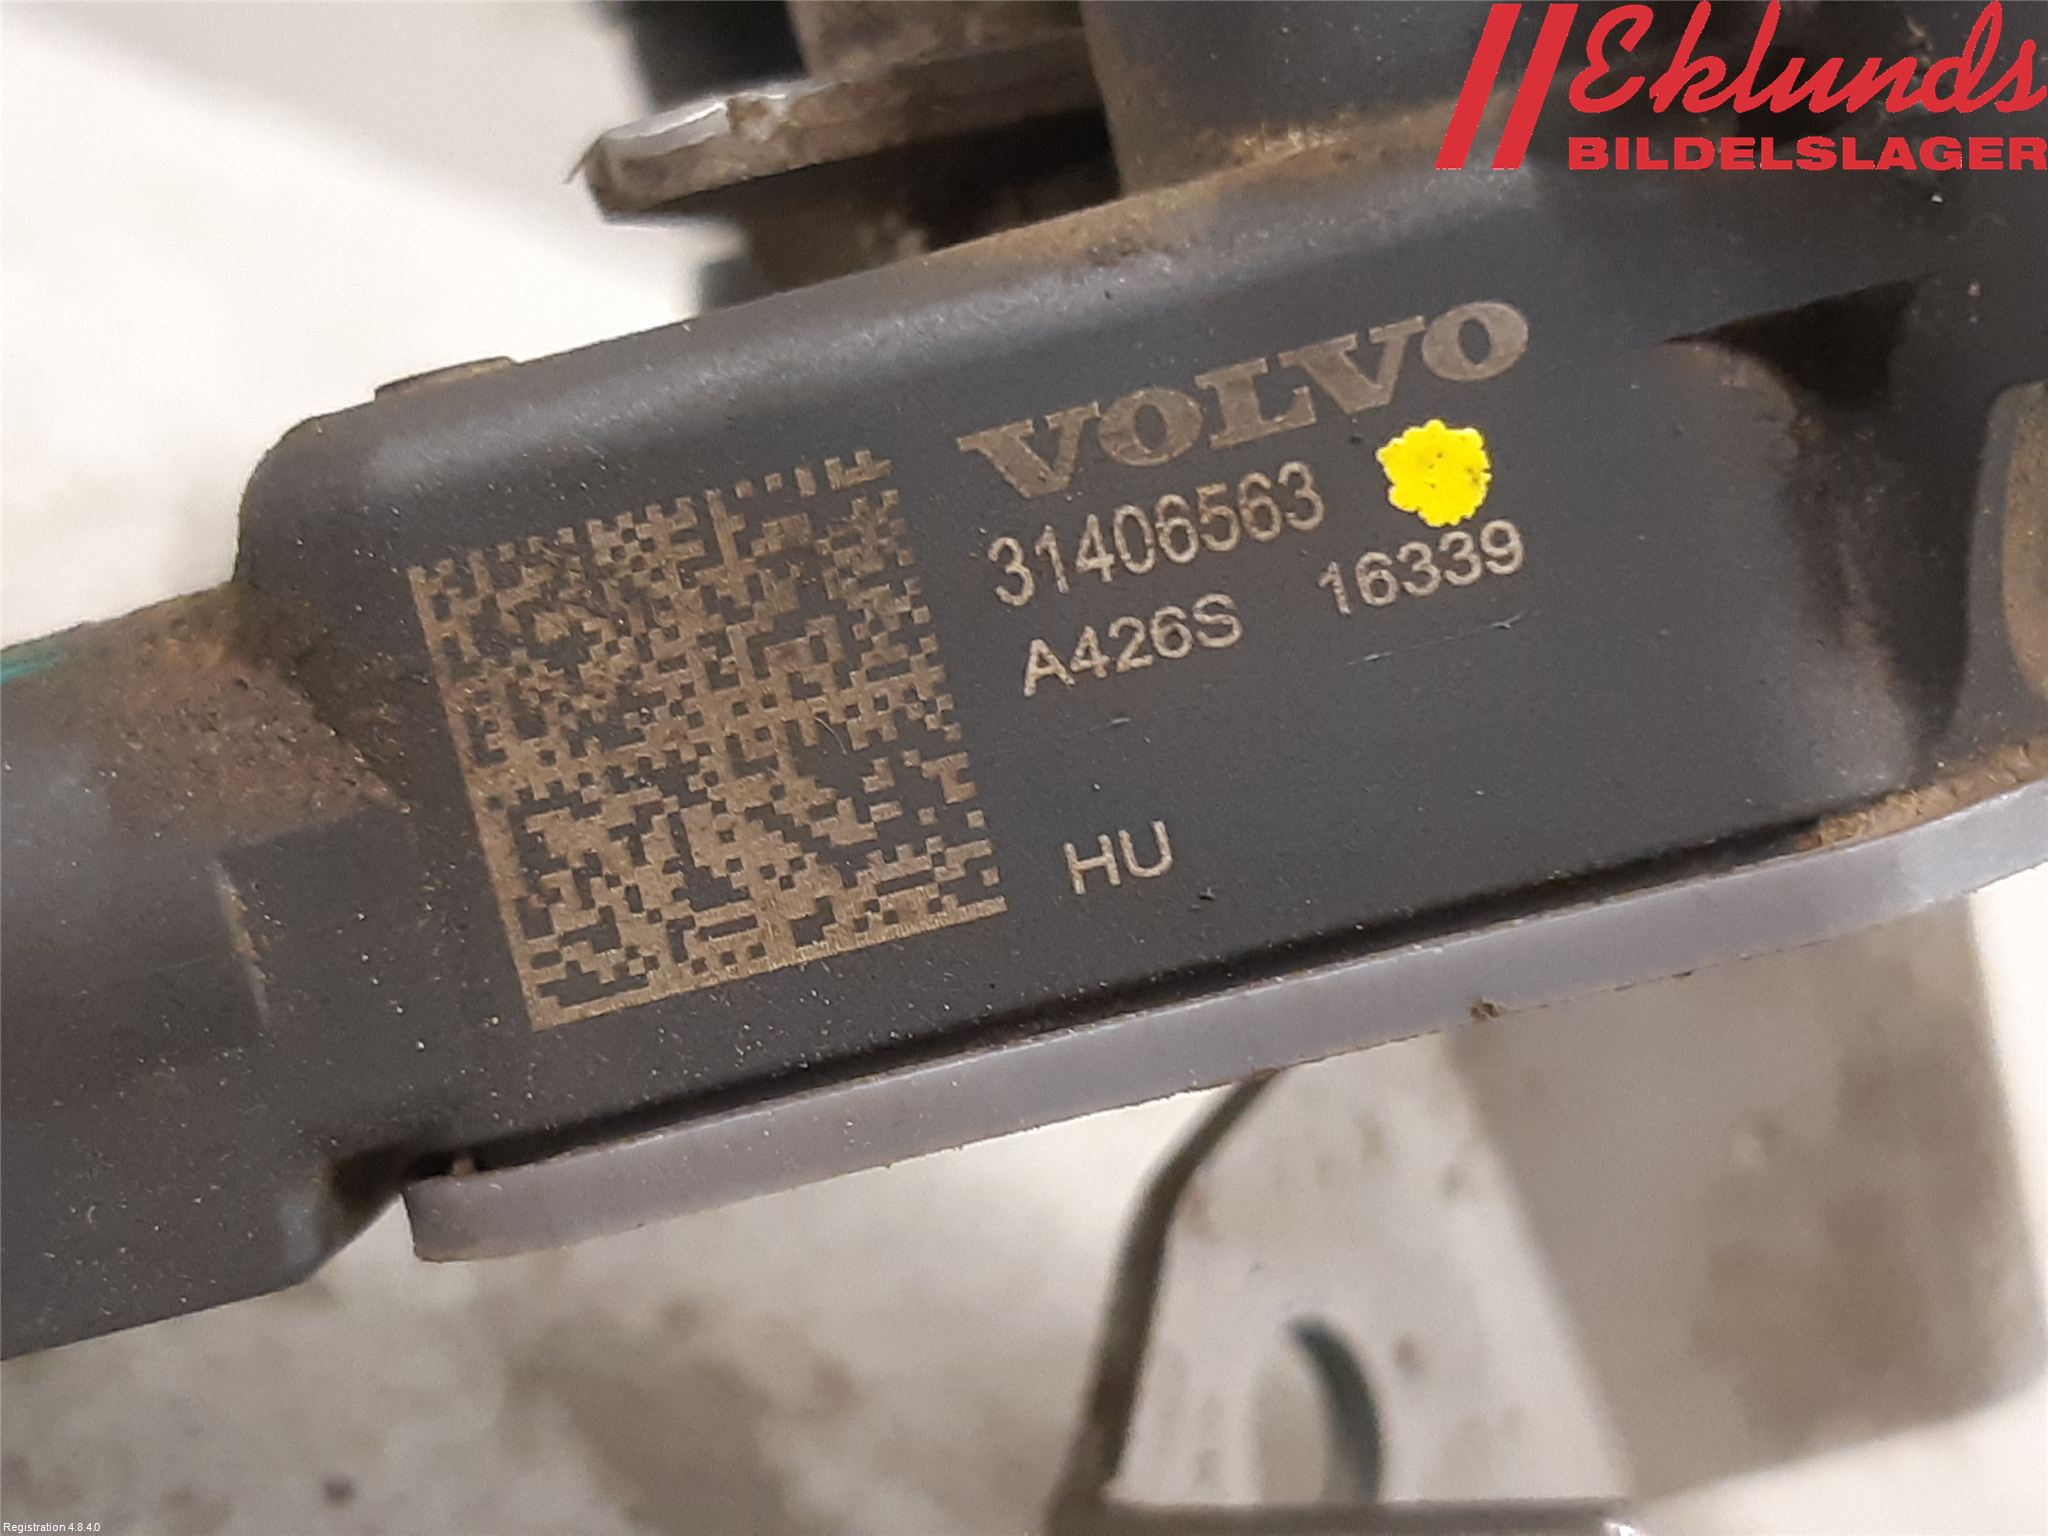 Eklunds
BILDELSLAGER
VOLVO
31406563
A426S 16339
HU
Registration 4.8.4.0